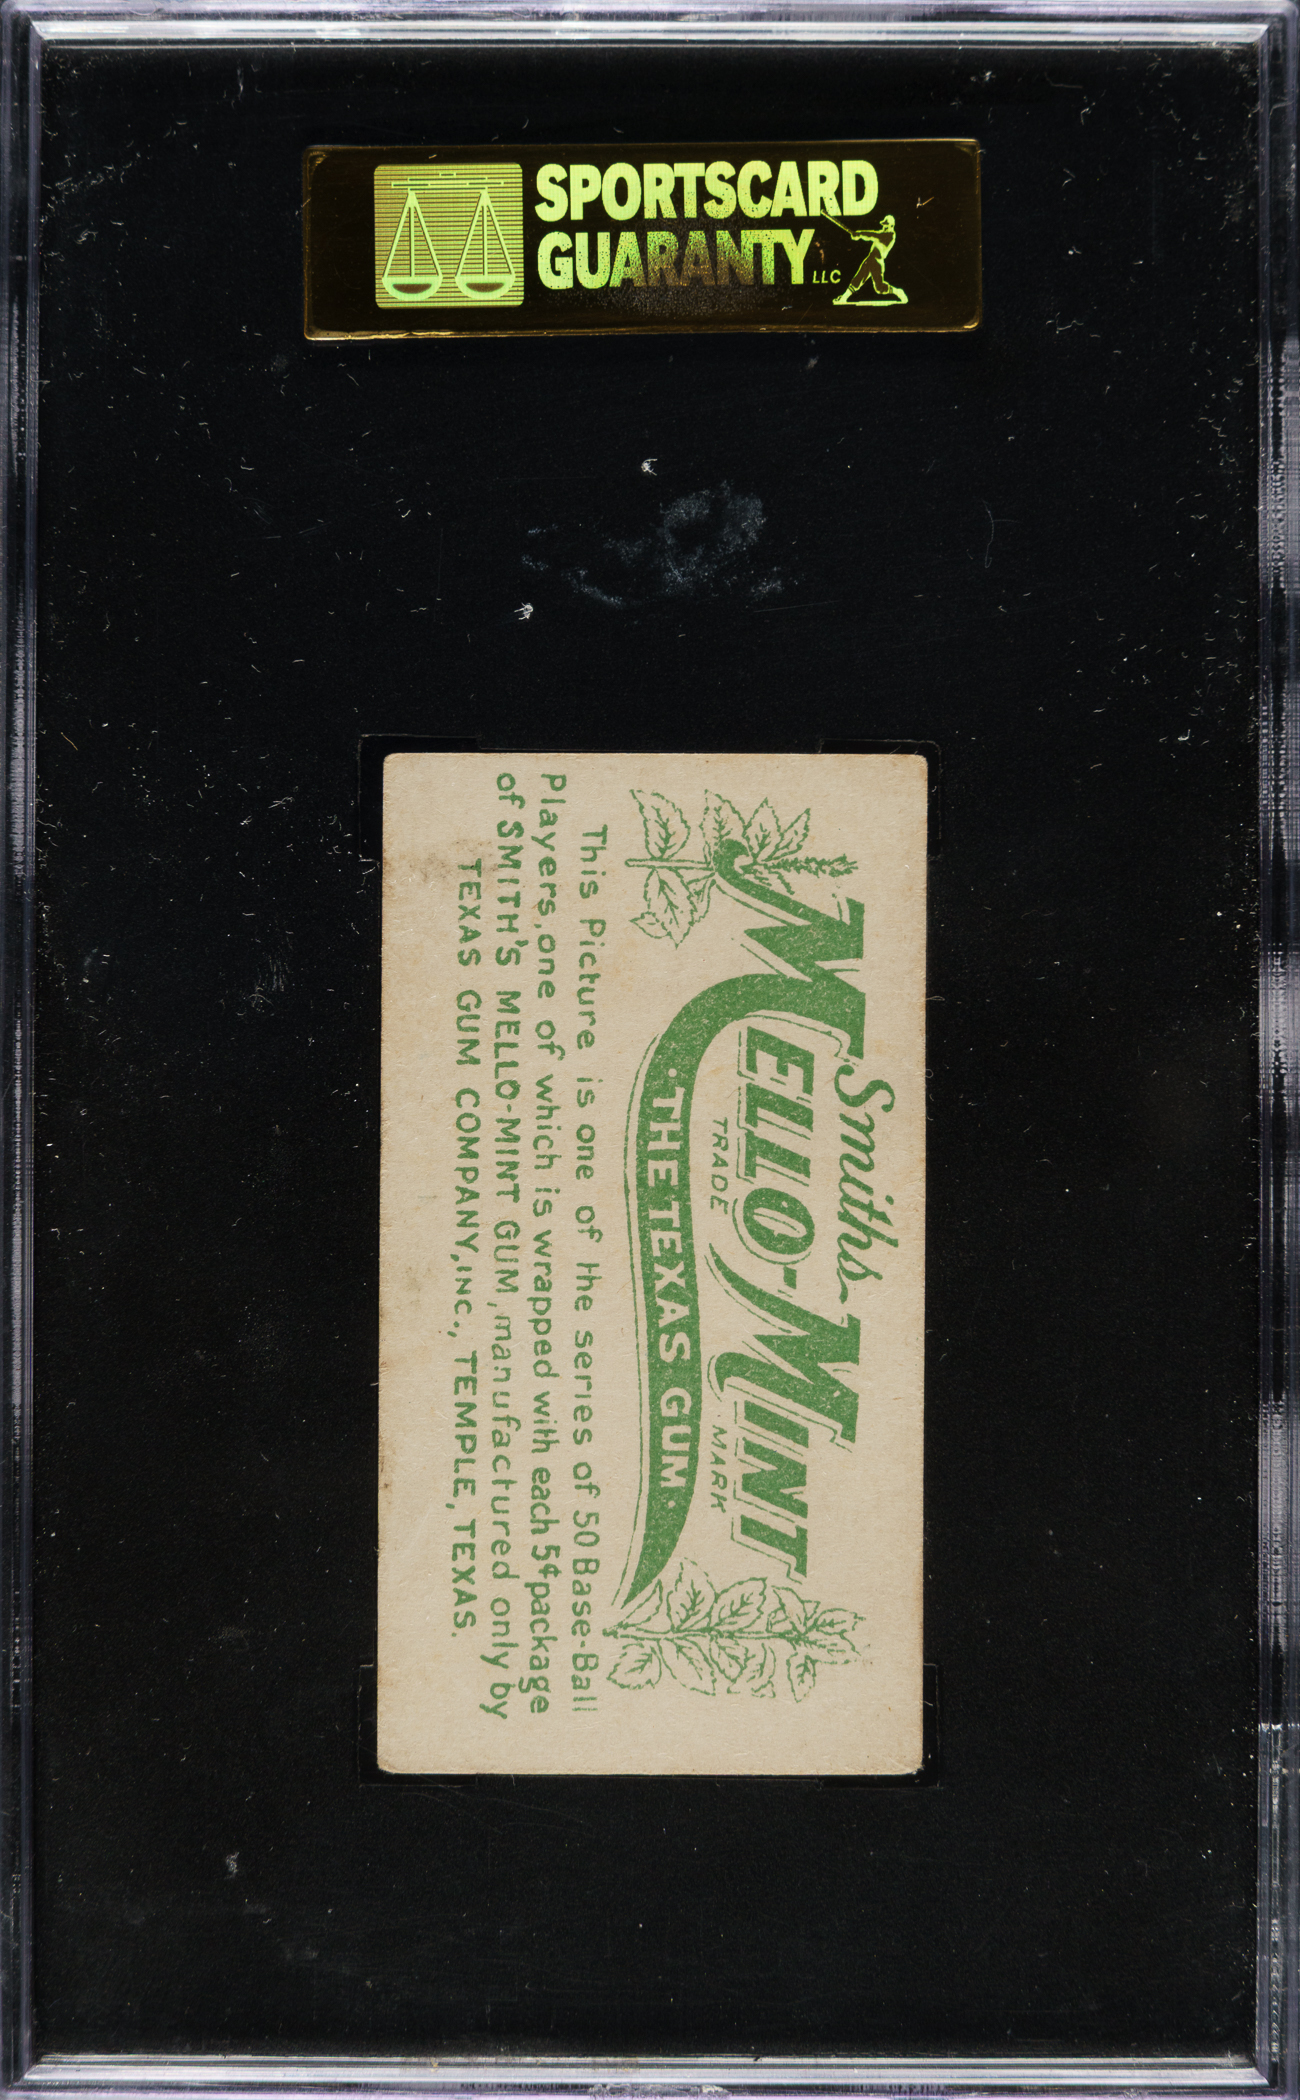 SPORTSCARD
GUARANTY LLC
Smiths
MELLO-MINT
TRADE MARK
·THE TEXAS GUM·
This Picture is one of the series of 50 Base-Ball
Players, one of which is wrapped with each 5¢ package
of SMITH'S MELLO-MINT GUM, manufactured only by
TEXAS GUM COMPANY, INC., TEMPLE, TEXAS.